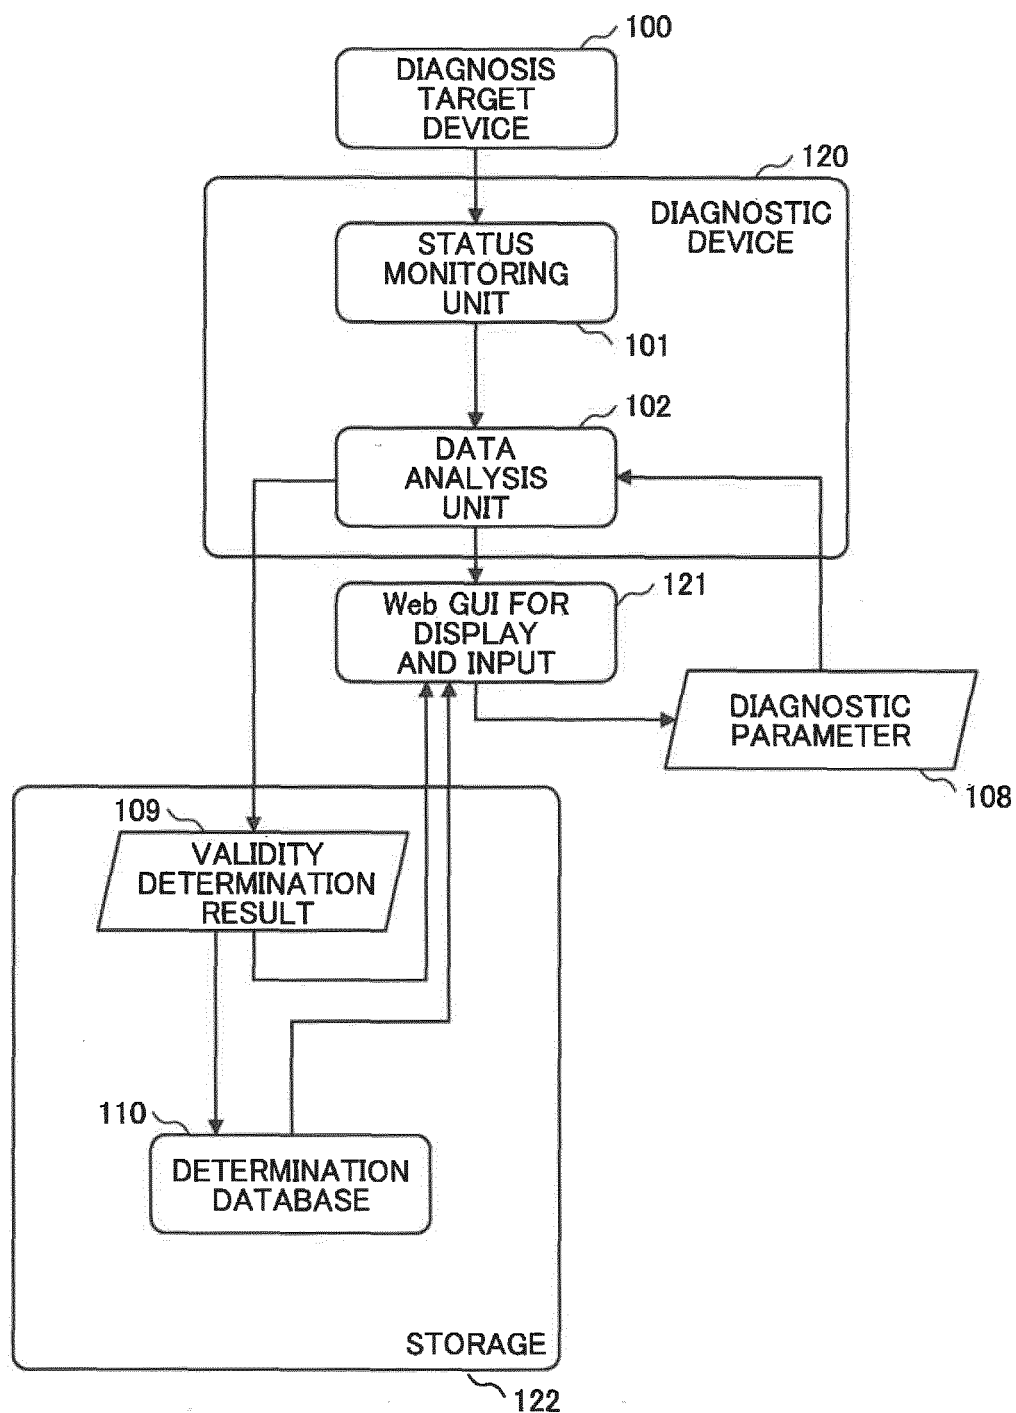 100
DIAGNOSIS
TARGET
DEVICE
120
DIAGNOSTIC
DEVICE
STATUS
MONITORING
UNIT
101
102
DATA
ANALYSIS
UNIT
121
Web GUI FOR
DISPLAY
AND INPUT
DIAGNOSTIC
PARAMETER
108
109
VALIDITY
DETERMINATION
RESULT
110
DETERMINATION
DATABASE
STORAGE
122